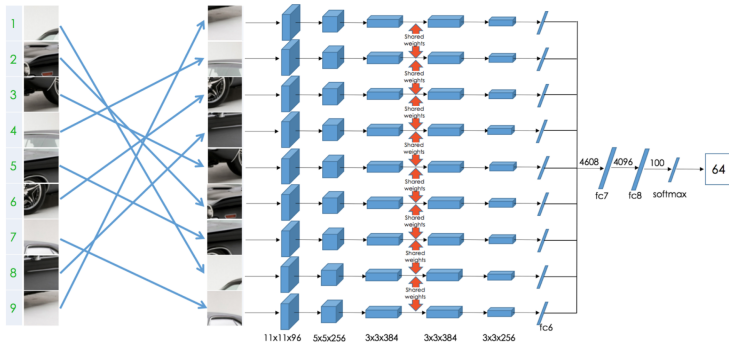 1
2
3
4
5
6
7
8
9
Shared
weights
Shared
weights
Shared
weights
Shared
weights
Shared
weights
Shared
weights
Shared
weights
Shared
weights
11x11x96 5x5x256 3x3x384 3x3x384 3x3x256 fc6
4608 4096 100
fc7 fc8 softmax
64